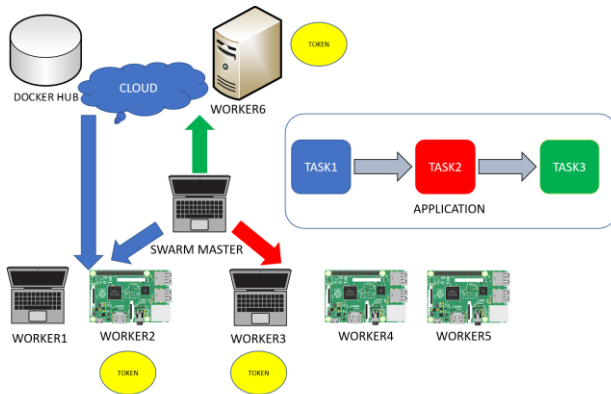 TOKEN
CLOUD
DOCKER HUB
WORKER6
TASK1
TASK2
TASK3
APPLICATION
SWARM MASTER
WORKER1
WORKER2
WORKER3
WORKER4
WORKER5
TOKEN
TOKEN